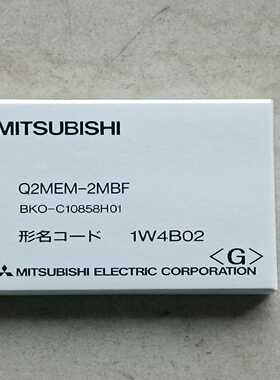 MITSUBISHI
Q2MEM-2MBF
BKO-C10858H01
形名コード 1W4B02
<G>
MITSUBISHI ELECTRIC CORPORATION